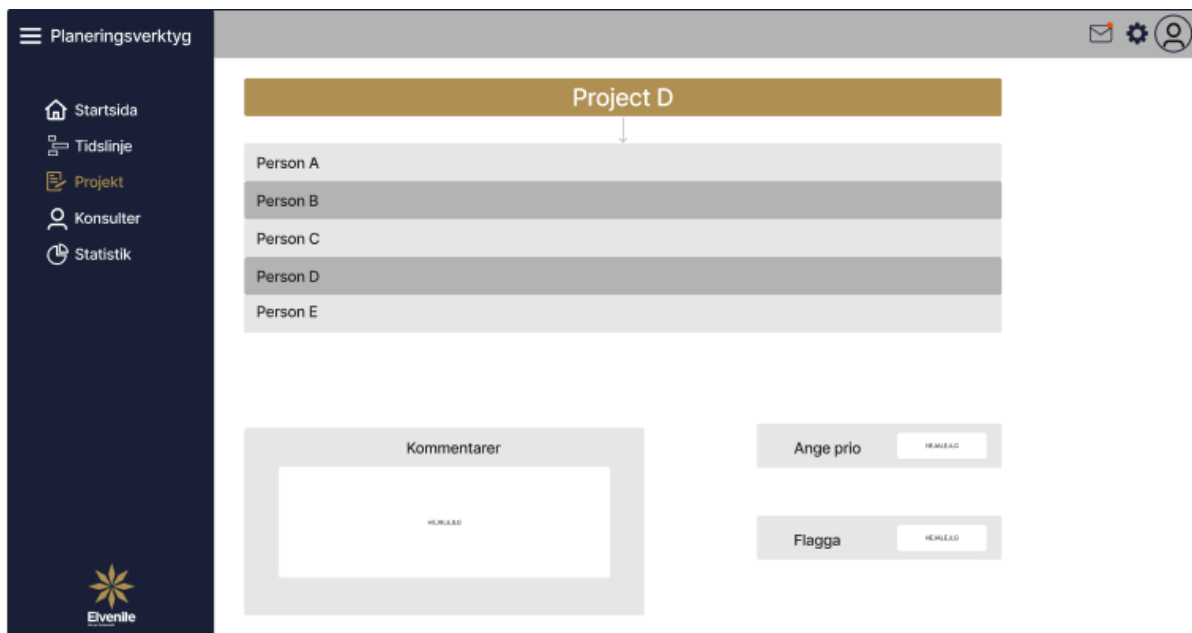 Planeringsverktyg
Startsida
Tidslinje
Projekt
Konsulter
Statistik
Elvenile
Project D
Person A
Person B
Person C
Person D
Person E
Kommentarer
Ange prio
Flagga